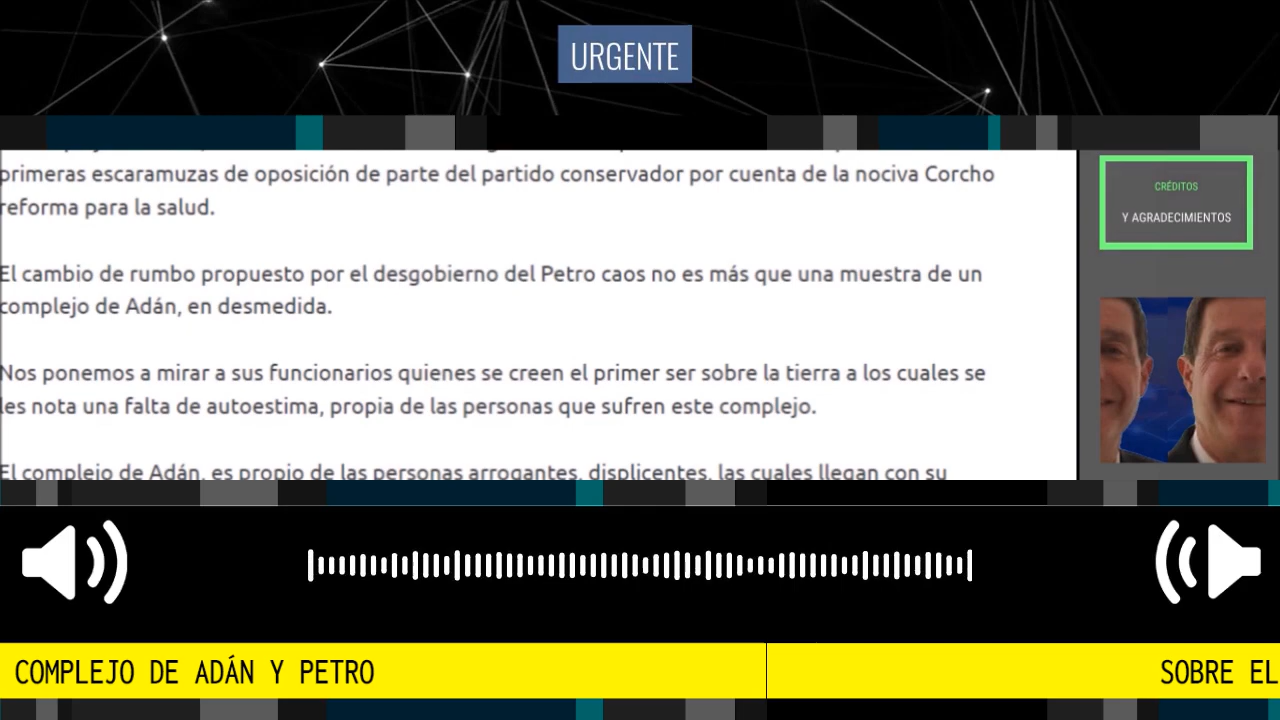 URGENTE
primeras escaramuzas de oposición de parte del partido conservador por cuenta de la nociva Corcho
reforma para la salud.
El cambio de rumbo propuesto por el desgobierno del Petro caos no es más que una muestra de un
complejo de Adán, en desmedida.
Nos ponemos a mirar a sus funcionarios quienes se creen el primer ser sobre la tierra a los cuales se
les nota una falta de autoestima, propia de las personas que sufren este complejo.
El complejo de Adán, es propio de las personas arrogantes, displicentes, las cuales llegan con su
CRÉDITOS
Y AGRADECIMIENTOS
COMPLEJO DE ADÁN Y PETRO
SOBRE EL